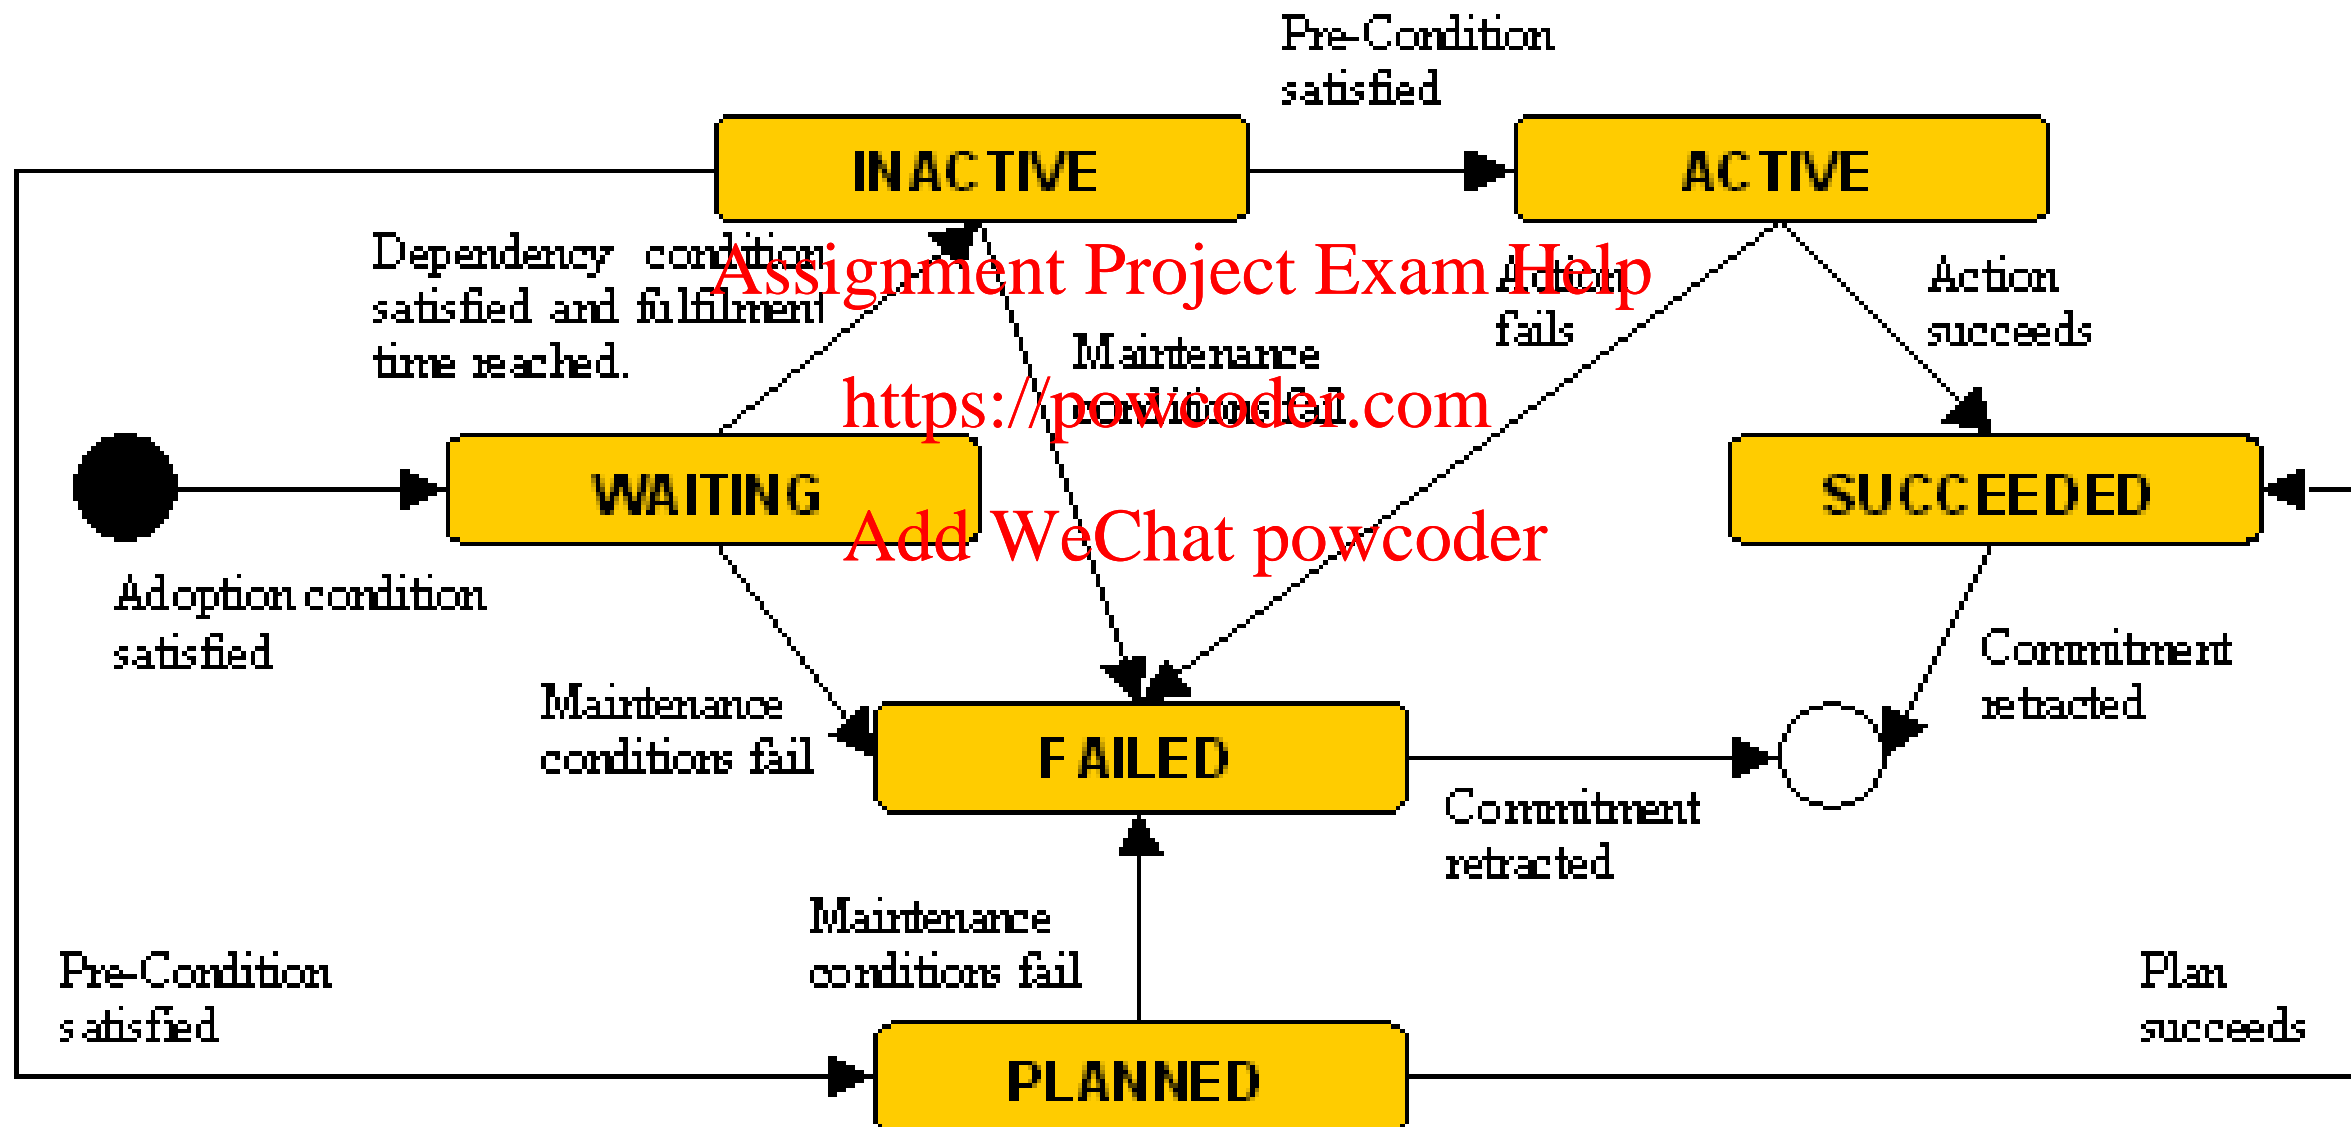 Pre-Condition
satisfied
INACTIVE
ACTIVE
Dependency condition
satisfied and fulfilment
time reached.
Assignment Project Exam Help
Action
fails
Action
succeeds
Maintenance
conditions fail
https://powcoder.com
WAITING
SUCCEEDED
Add WeChat powcoder
Adoption condition
satisfied
Maintenance
conditions fail
Commitment
retracted
FAILED
Commitment
retracted
Maintenance
conditions fail
Pre-Condition
satisfied
Plan
succeeds
PLANNED